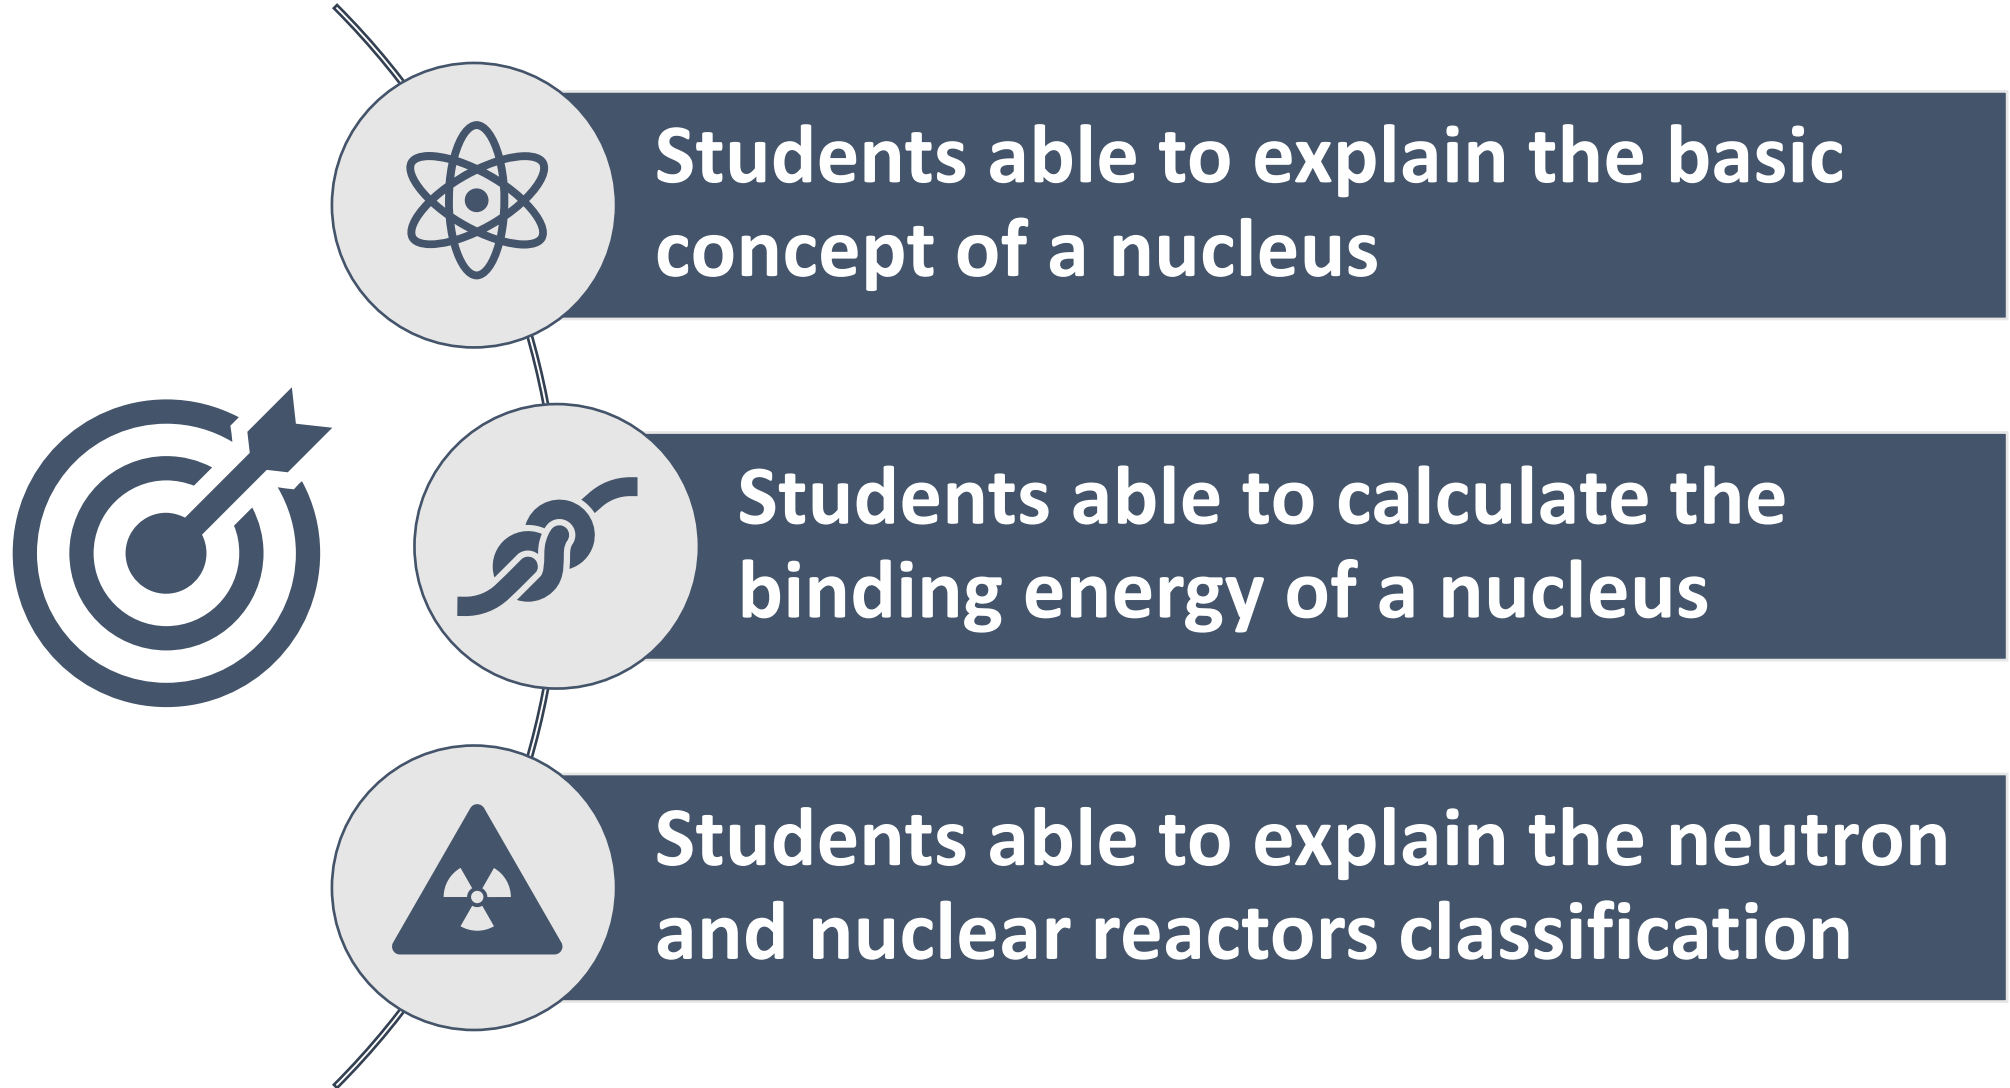 Students able to explain the basic
concept of a nucleus
Students able to calculate the
binding energy of a nucleus
Students able to explain the neutron
and nuclear reactors classification